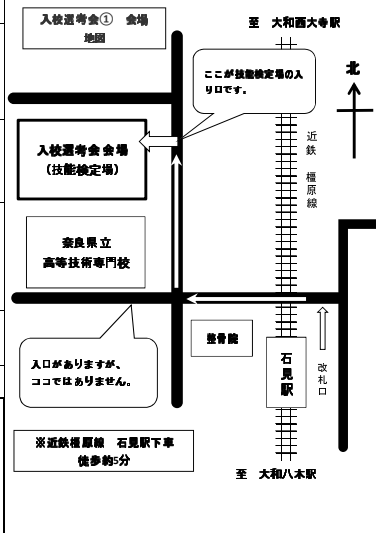 入校選考会① 会場
地図
至 大和西大寺駅
ここが技能検定場の入
り口です。
北
近鉄 橿原線
入校選考会会場
（技能検定場）
奈良県立
高等技術専門校
整骨院
石見駅
改札口
入口がありますが、
ココではありません。
※近鉄橿原線 石見駅下車
徒歩約5分
至 大和八木駅